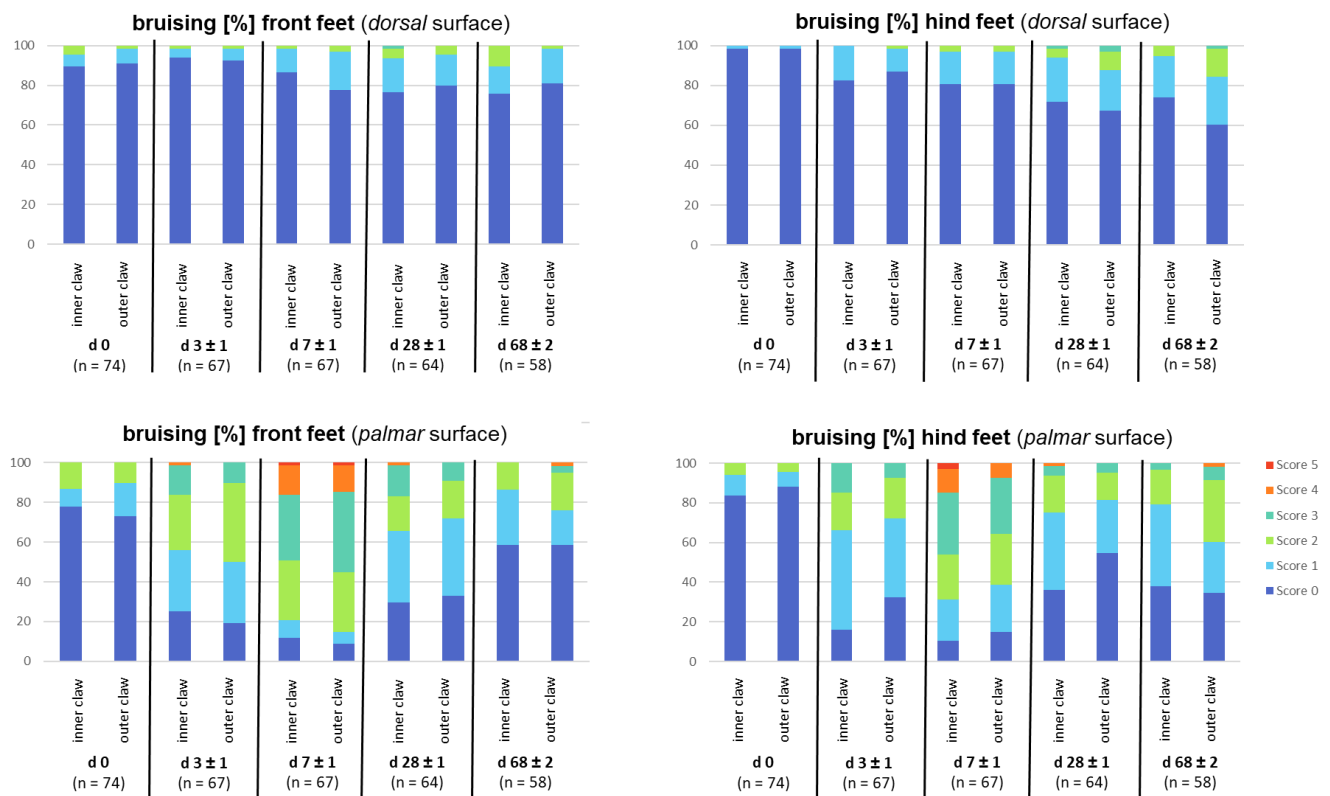 bruising [%] front feet (dorsal surface)
100
80
60
40
20
0
inner claw
outer claw
inner claw
outer claw
inner claw
outer claw
inner claw
outer claw
inner claw
outer claw
d 0
d 3 ± 1
d 7 ± 1
d 28 ± 1
d 68 ± 2
(n = 74)
(n = 67)
(n = 67)
(n = 64)
(n = 58)
bruising [%] hind feet (dorsal surface)
100
80
60
40
20
0
inner claw
outer claw
inner claw
outer claw
inner claw
outer claw
inner claw
outer claw
inner claw
outer claw
d 0
d 3 ± 1
d 7 ± 1
d 28 ± 1
d 68 ± 2
(n = 74)
(n = 67)
(n = 67)
(n = 64)
(n = 58)
bruising [%] front feet (palmar surface)
100
80
60
40
20
0
inner claw
outer claw
inner claw
outer claw
inner claw
outer claw
inner claw
outer claw
inner claw
outer claw
d 0
d 3 ± 1
d 7 ± 1
d 28 ± 1
d 68 ± 2
(n = 74)
(n = 67)
(n = 67)
(n = 64)
(n = 58)
bruising [%] hind feet (palmar surface)
100
80
60
40
20
0
inner claw
outer claw
inner claw
outer claw
inner claw
outer claw
inner claw
outer claw
inner claw
outer claw
d 0
d 3 ± 1
d 7 ± 1
d 28 ± 1
d 68 ± 2
(n = 74)
(n = 67)
(n = 67)
(n = 64)
(n = 58)
Score 5
Score 4
Score 3
Score 2
Score 1
Score 0